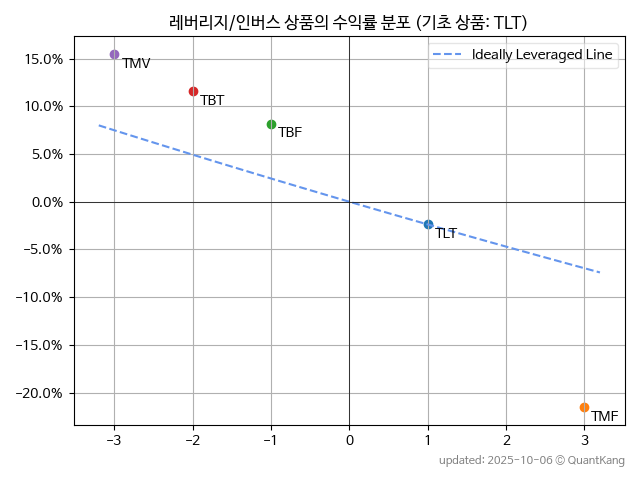 레버리지/인버스 상품의 수익률 분포 (기초 상품: TLT)
Ideally Leveraged Line
15.0%
10.0%
5.0%
0.0%
-5.0%
-10.0%
-15.0%
-20.0%
TMV
TBT
TBF
TLT
TMF
-3 -2 -1 0 1 2 3
updated: 2025-10-06 © QuantKang